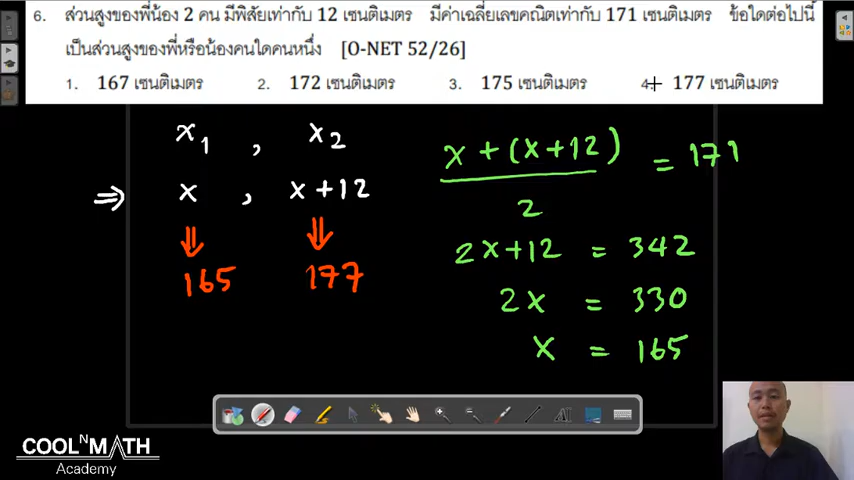 6. ส่วนสูงของพี่น้อง 2 คน มีพิสัยเท่ากับ 12 เซนติเมตร มีค่าเฉลี่ยเลขคณิตเท่ากับ 171 เซนติเมตร ข้อใดต่อไปนี้
เป็นส่วนสูงของพี่หรือน้องคนใดคนหนึ่ง [O-NET 52/26]
1. 167 เซนติเมตร 2. 172 เซนติเมตร 3. 175 เซนติเมตร 4 177 เซนติเมตร
x₁ , x₂
⇒ x , x+12
⇓ ⇓
165 177
x + (x+12) = 171
2
2x+12 = 342
2x = 330
x = 165
COOL N MATH
Academy